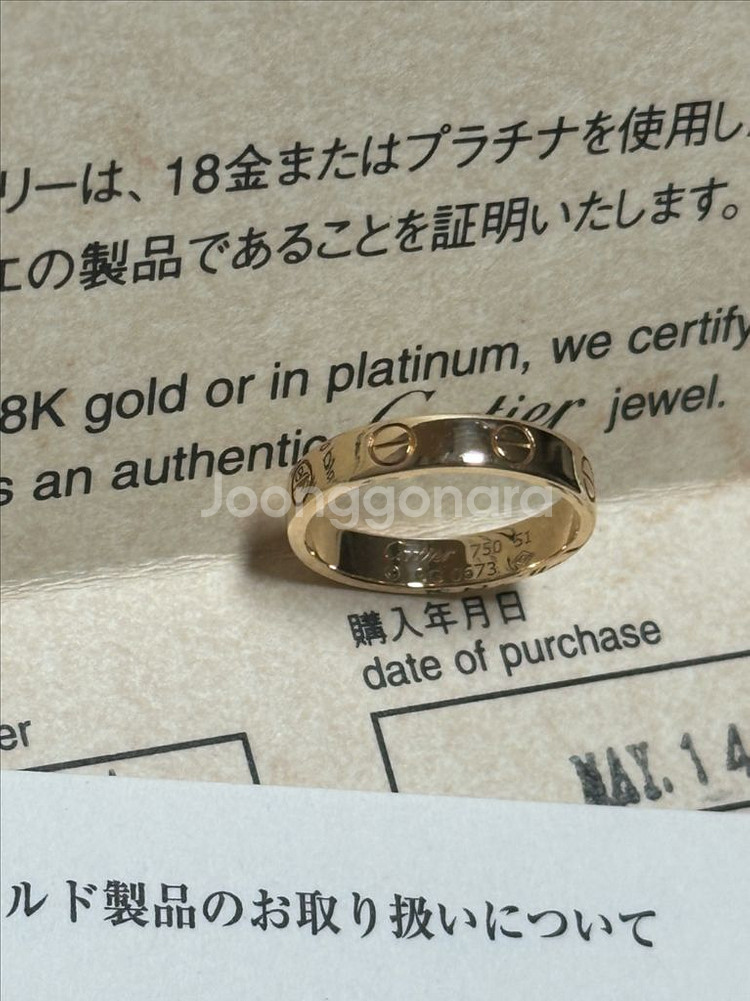 リーは、18金またはプラチナを使用し
エの製品であることを証明いたします。
8K gold or in platinum, we certify
s an authentic Cartier jewel.
Joonggonara
Cartier 750 51
0673
購入年月日
date of purchase
er
MAY. 14
ルド製品のお取り扱いについて